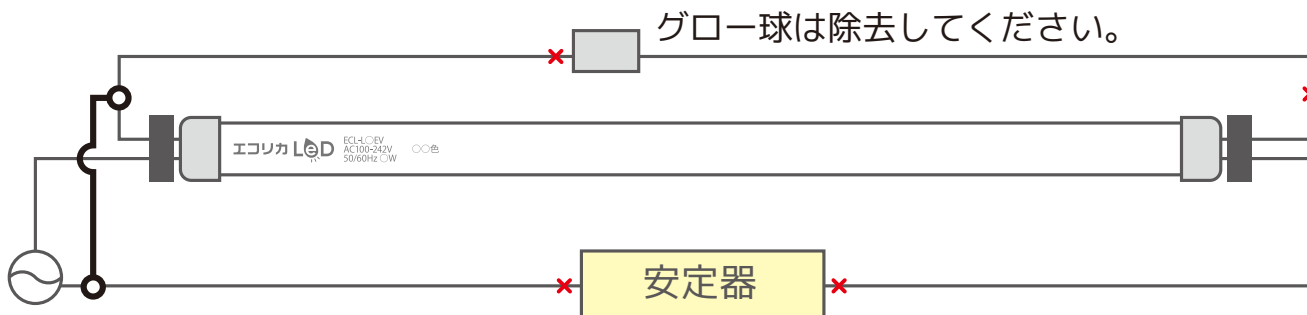 グロー球は除去してください。
エコリカ LeD
ECL-L○EV
AC100-242V
50/60Hz ○W
○○色
安定器